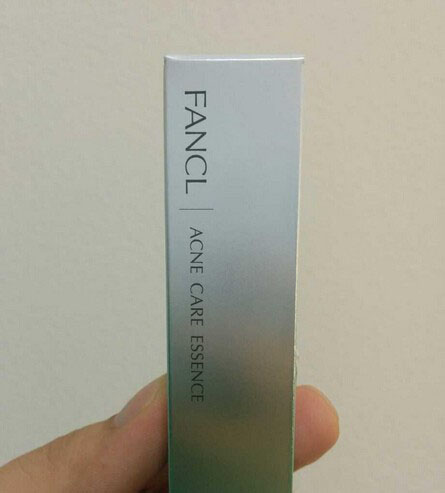 FANCL | ACNE CARE ESSENCE